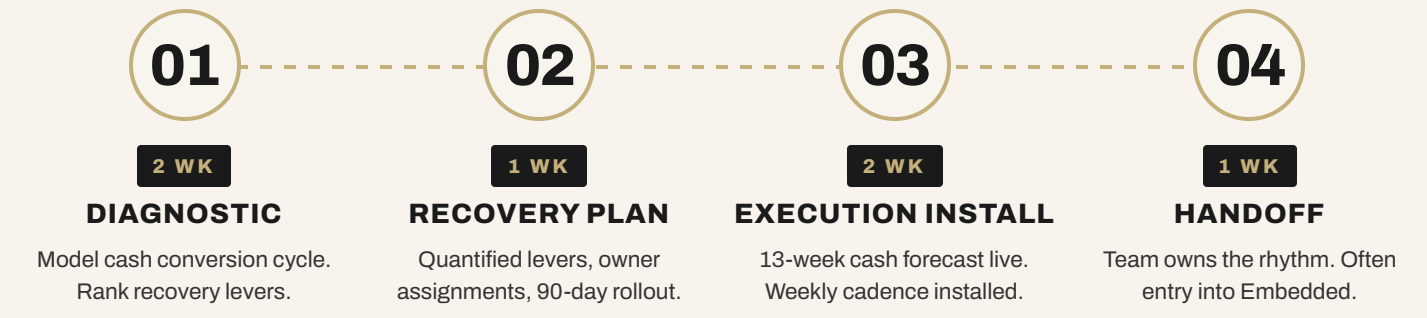 01
02
03
04
2 WK
1 WK
2 WK
1 WK
DIAGNOSTIC
RECOVERY PLAN
EXECUTION INSTALL
HANDOFF
Model cash conversion cycle.
Rank recovery levers.
Quantified levers, owner
assignments, 90-day rollout.
13-week cash forecast live.
Weekly cadence installed.
Team owns the rhythm. Often
entry into Embedded.